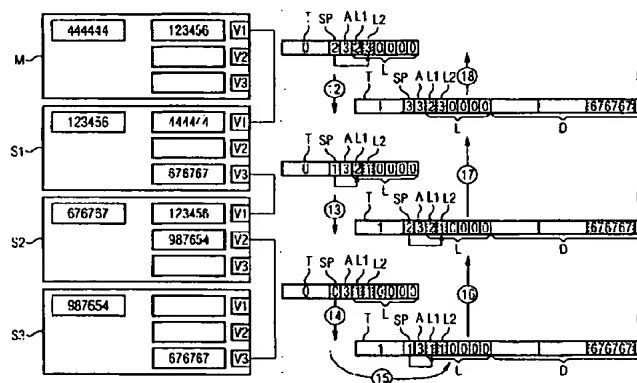 444444 123456 V1
M V2
V3
123456 444444 V1
S1 V2
676767 V3
676767 123456 V1
S2 987654 V2
V3
987654 V1
S3 V2
676767 V3
T SP A L1 L2
0 2 3 2 3 0 0 0 0
L
12
18
T SP A L1 L2
1 3 3 2 3 0 0 0 0 676767
L D
T SP A L1 L2
0 1 3 2 1 0 0 0 0
L
13
17
T SP A L1 L2
1 2 3 2 1 0 0 0 0 676767
L D
T SP A L1 L2
0 0 3 1 1 0 0 0 0
L
14
16
T SP A L1 L2
1 1 3 1 1 0 0 0 0 676767
L D
15